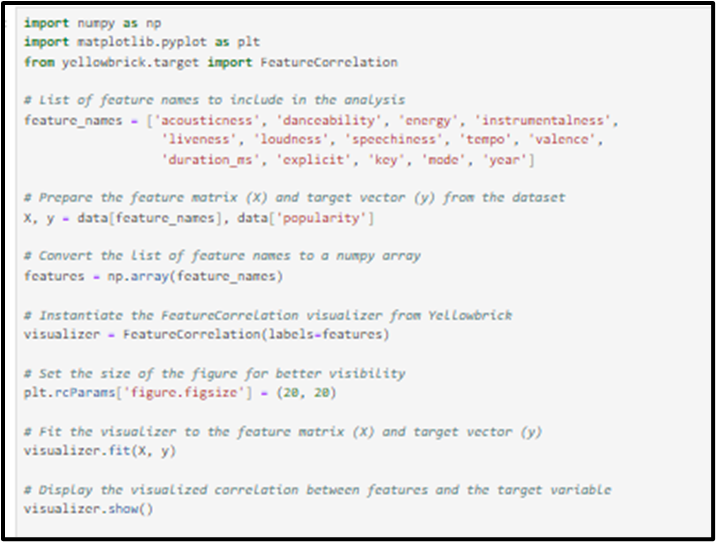 import numpy as np
import matplotlib.pyplot as plt
from yellowbrick.target import FeatureCorrelation
# List of feature names to include in the analysis
feature_names = ['acousticness', 'danceability', 'energy', 'instrumentalness',
'liveness', 'loudness', 'speechiness', 'tempo', 'valence',
'duration_ms', 'explicit', 'key', 'mode', 'year']
# Prepare the feature matrix (X) and target vector (y) from the dataset
X, y = data[feature_names], data['popularity']
# Convert the list of feature names to a numpy array
features = np.array(feature_names)
# Instantiate the FeatureCorrelation visualizer from Yellowbrick
visualizer = FeatureCorrelation(labels=features)
# Set the size of the figure for better visibility
plt.rcParams['figure.figsize'] = (20, 20)
# Fit the visualizer to the feature matrix (X) and target vector (y)
visualizer.fit(X, y)
# Display the visualized correlation between features and the target variable
visualizer.show()